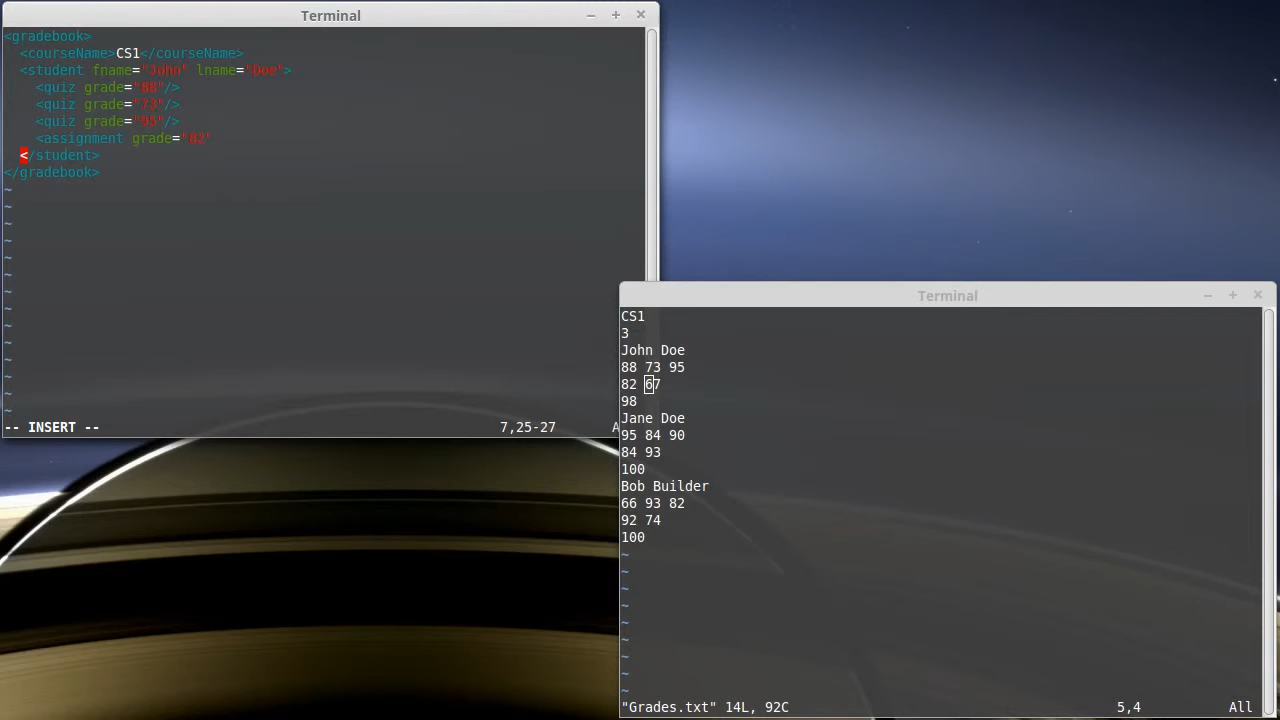 Terminal
<gradebook>
  <courseName>CS1</courseName>
  <student fname="John" lname="Doe">
    <quiz grade="88"/>
    <quiz grade="73"/>
    <quiz grade="95"/>
    <assignment grade="82"
  </student>
</gradebook>
~
~
~
~
~
~
~
~
~
~
~
~
~
~
-- INSERT -- 7,25-27 A
Terminal
CS1
3
John Doe
88 73 95
82 67
98
Jane Doe
95 84 90
84 93
100
Bob Builder
66 93 82
92 74
100
~
~
~
~
~
~
~
~
~
"Grades.txt" 14L, 92C 5,4 All